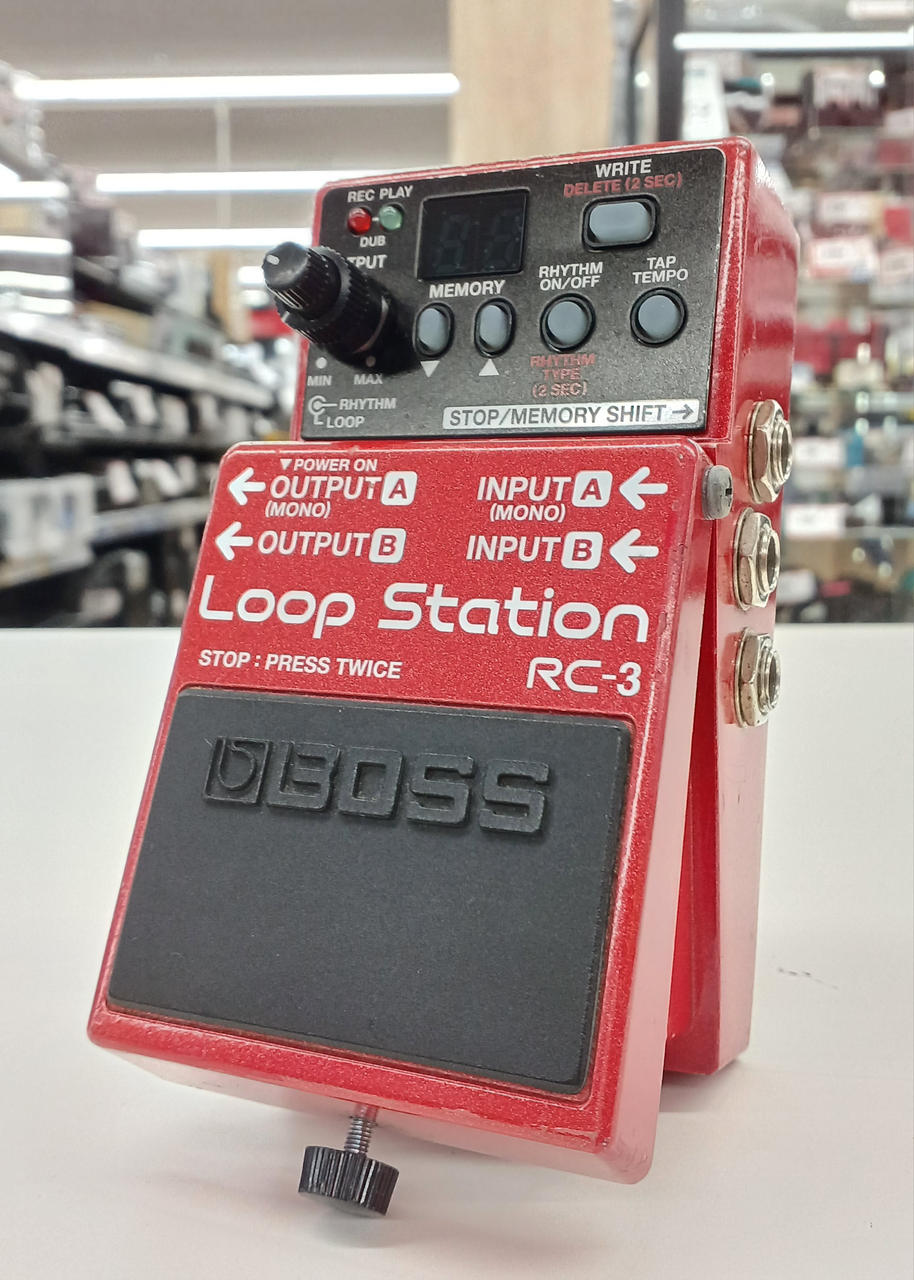 WRITE
DELETE (2 SEC)
REC PLAY
DUB
TAP
TEMPO
RHYTHM
ON/OFF
MEMORY
▼ ▲
RHYTHM
TYPE
(2 SEC)
MIN MAX
RHYTHM
LOOP
STOP/MEMORY SHIFT →
▼POWER ON
← OUTPUT A
(MONO)
INPUT A ←
(MONO)
← OUTPUT B
INPUT B ←
Loop Station
STOP : PRESS TWICE
RC-3
BOSS